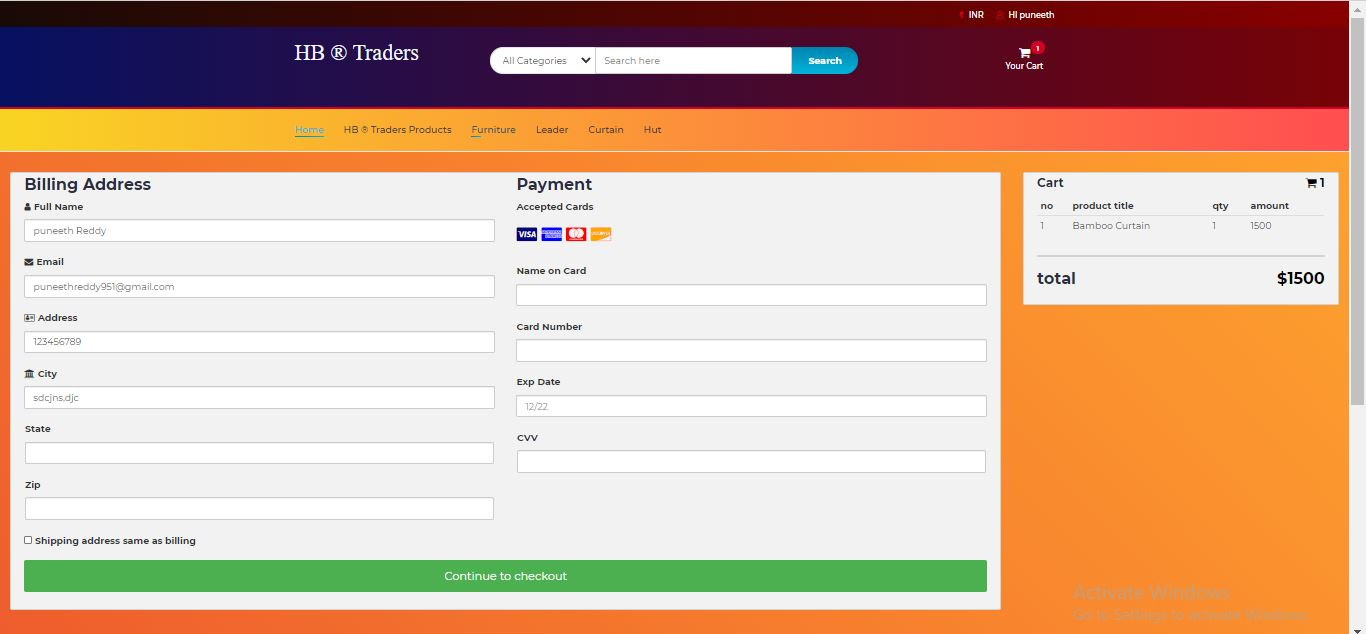 INR Hi puneeth
HB ® Traders
All Categories Search here Search
1
Your Cart
Home HB ® Traders Products Furniture Leader Curtain Hut
Billing Address
Full Name
puneeth Reddy
Email
puneethreddy951@gmail.com
Address
123456789
City
sdcjns,djc
State
Zip
Shipping address same as billing
Payment
Accepted Cards
VISA
Name on Card
Card Number
Exp Date
12/22
CVV
Continue to checkout
Cart 1
no product title qty amount
1 Bamboo Curtain 1 1500
total $1500
Activate Windows
Go to Settings to activate Windows.